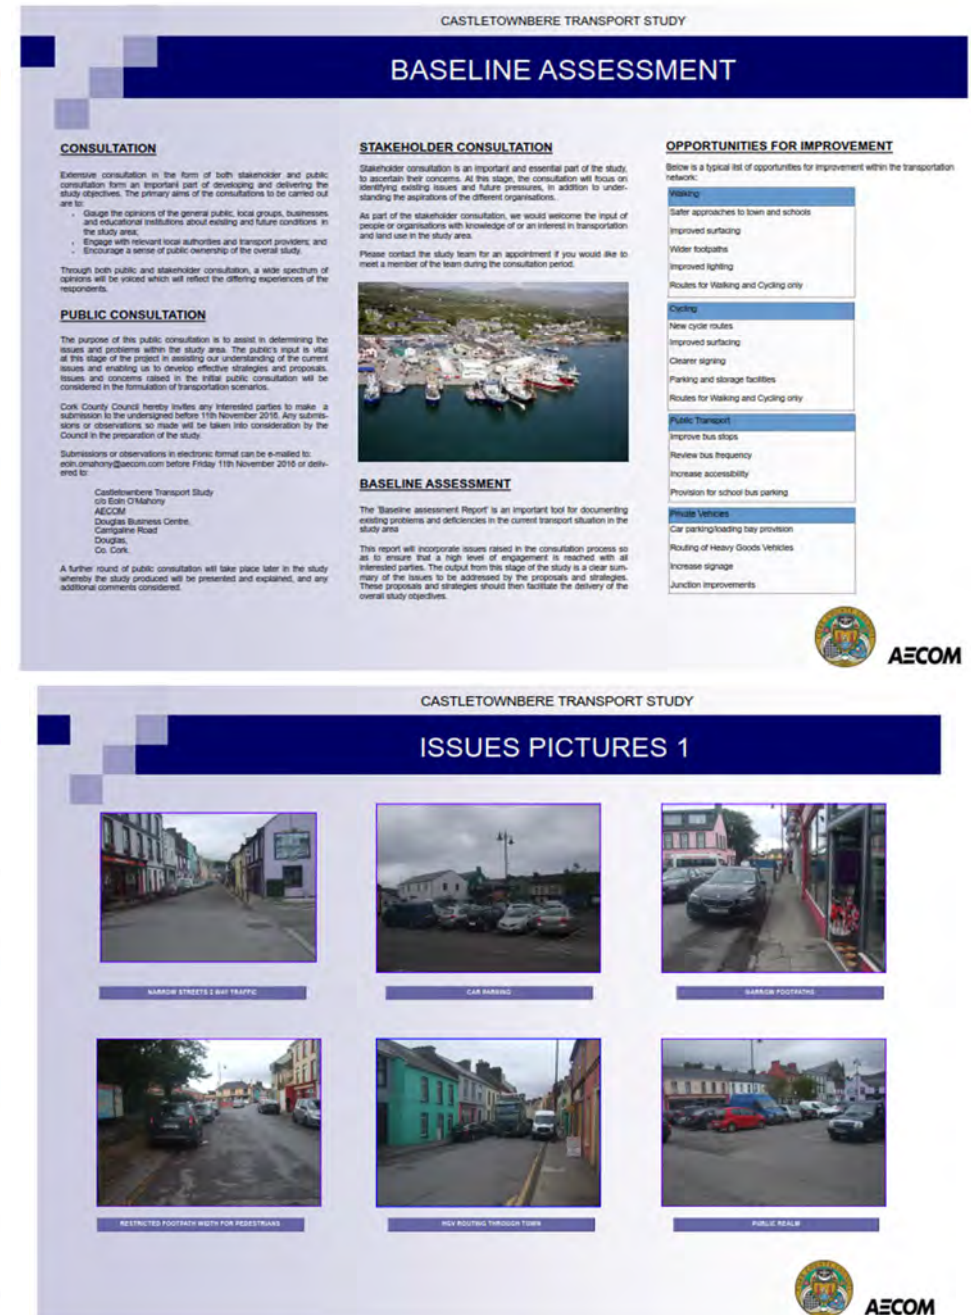 CASTLETOWNBERE TRANSPORT STUDY
BASELINE ASSESSMENT
CONSULTATION
Extensive consultation in the form of both stakeholder and public
consultation form an important part of developing and delivering the
study objectives. The primary aims of the consultations to be carried out
are to:
Gauge the opinions of the general public, local groups, businesses
and educational institutions about existing and future conditions in
the study area;
Engage with relevant local authorities and transport providers; and
Encourage a sense of public ownership of the overall study.
Through both public and stakeholder consultation, a wide spectrum of
opinions will be voiced which will reflect the differing experiences of the
respondents.
PUBLIC CONSULTATION
The purpose of this public consultation is to assist in determining the
issues and problems within the study area. The public's input is vital
at this stage of the project in assisting our understanding of the current
issues and enabling us to develop effective strategies and proposals.
Issues and concerns raised in the initial public consultation will be
considered in the formulation of transportation scenarios.
Cork County Council hereby invites any interested parties to make a
submission to the undersigned before 11th November 2016. Any submis-
sions or observations so made will be taken into consideration by the
Council in the preparation of the study.
Submissions or observations in electronic format can be e-mailed to:
eoin.omahony@aecom.com before Friday 11th November 2016 or deliv-
ered to:
Castletownbere Transport Study
c/o Eoin O'Mahony
AECOM
Douglas Business Centre,
Carrigaline Road
Douglas,
Co. Cork.
A further round of public consultation will take place later in the study
whereby the study produced will be presented and explained, and any
additional comments considered.
STAKEHOLDER CONSULTATION
Stakeholder consultation is an important and essential part of the study,
to ascertain their concerns. At this stage, the consultation will focus on
identifying existing issues and future pressures, in addition to under-
standing the aspirations of the different organisations.
As part of the stakeholder consultation, we would welcome the input of
people or organisations with knowledge of or an interest in transportation
and land use in the study area.
Please contact the study team for an appointment if you would like to
meet a member of the team during the consultation period.
BASELINE ASSESSMENT
The 'Baseline assessment Report' is an important tool for documenting
existing problems and deficiencies in the current transport situation in the
study area
This report will incorporate issues raised in the consultation process so
as to ensure that a high level of engagement is reached with all
interested parties. The output from this stage of the study is a clear sum-
mary of the issues to be addressed by the proposals and strategies.
These proposals and strategies should then facilitate the delivery of the
overall study objectives.
OPPORTUNITIES FOR IMPROVEMENT
Below is a typical list of opportunities for improvement within the transportation
network:
Walking
Safer approaches to town and schools
Improved surfacing
Wider footpaths
Improved lighting
Routes for Walking and Cycling only
Cycling
New cycle routes
Improved surfacing
Clearer signing
Parking and storage facilities
Routes for Walking and Cycling only
Public Transport
Improve bus stops
Review bus frequency
Increase accessibility
Provision for school bus parking
Private Vehicles
Car parking/loading bay provision
Routing of Heavy Goods Vehicles
Increase signage
Junction improvements
AECOM
CASTLETOWNBERE TRANSPORT STUDY
ISSUES PICTURES 1
NARROW STREETS 2 WAY TRAFFIC
CAR PARKING
NARROW FOOTPATHS
RESTRICTED FOOTPATH WIDTH FOR PEDESTRIANS
HGV ROUTING THROUGH TOWN
PUBLIC REALM
AECOM